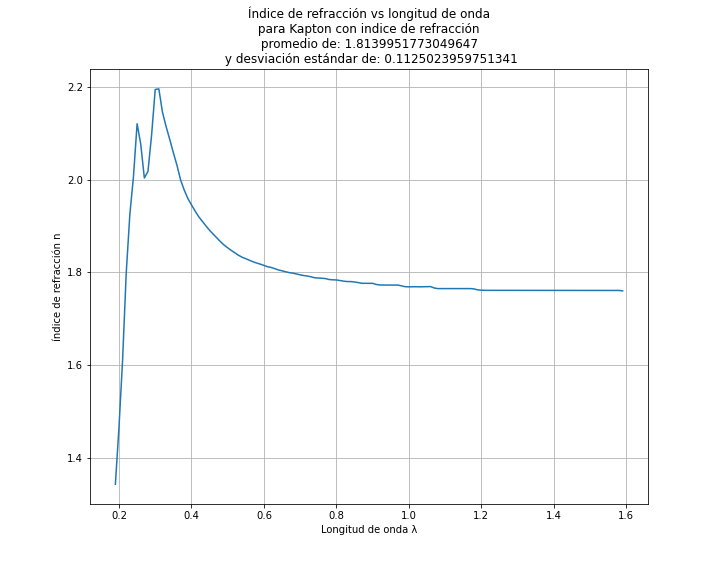 Índice de refracción vs longitud de onda
para Kapton con indice de refracción
promedio de: 1.8139951773049647
y desviación estándar de: 0.1125023959751341
2.2
2.0
1.8
1.6
1.4
índice de refracción n
0.2 0.4 0.6 0.8 1.0 1.2 1.4 1.6
Longitud de onda λ